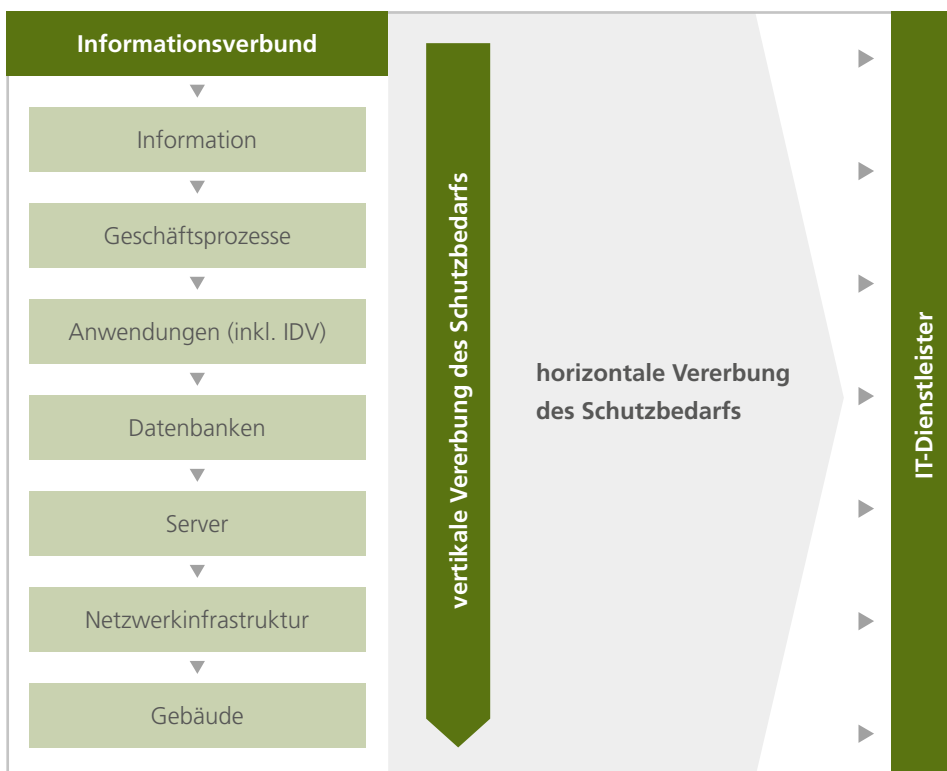 Informationsverbund
Information
Geschäftsprozesse
Anwendungen (inkl. IDV)
Datenbanken
Server
Netzwerkinfrastruktur
Gebäude
vertikale Vererbung des Schutzbedarfs
horizontale Vererbung
des Schutzbedarfs
IT-Dienstleister